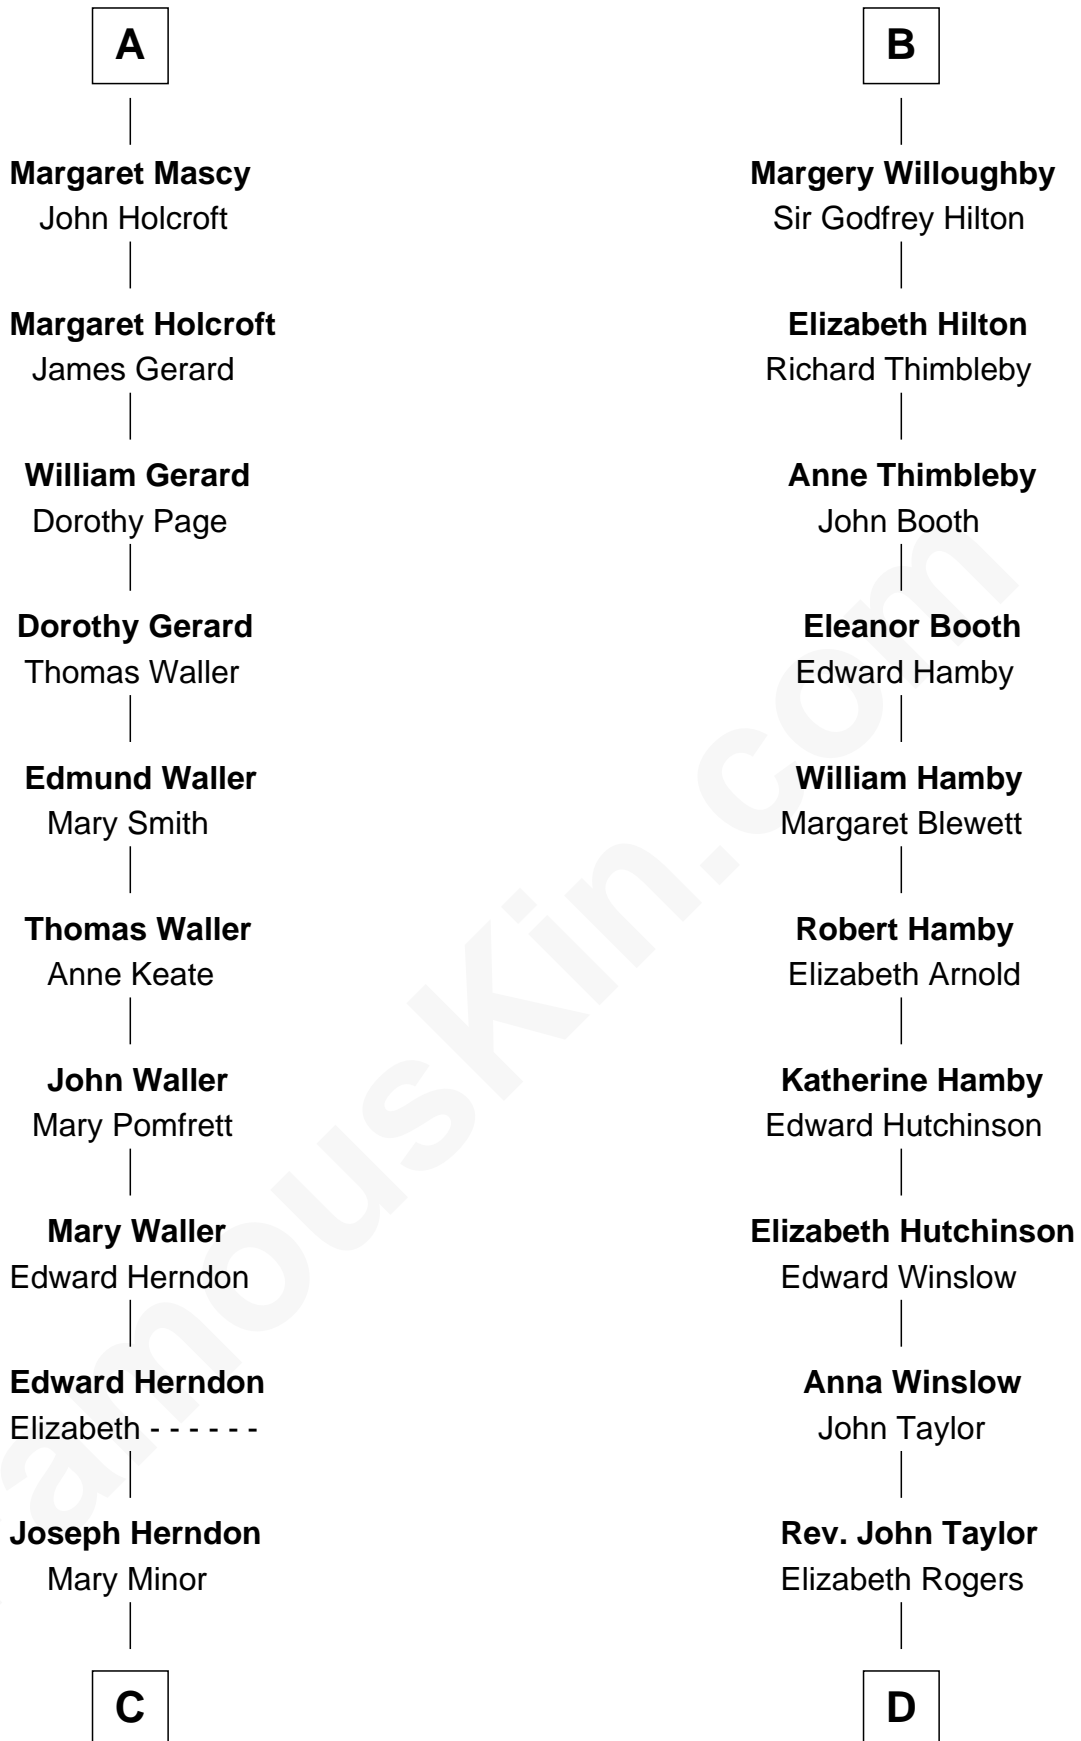 A
Margaret Mascy
John Holcroft
Margaret Holcroft
James Gerard
William Gerard
Dorothy Page
Dorothy Gerard
Thomas Waller
Edmund Waller
Mary Smith
Thomas Waller
Anne Keate
John Waller
Mary Pomfrett
Mary Waller
Edward Herndon
Edward Herndon
Elizabeth - - - - - -
Joseph Herndon
Mary Minor
C
B
Margery Willoughby
Sir Godfrey Hilton
Elizabeth Hilton
Richard Thimbleby
Anne Thimbleby
John Booth
Eleanor Booth
Edward Hamby
William Hamby
Margaret Blewett
Robert Hamby
Elizabeth Arnold
Katherine Hamby
Edward Hutchinson
Elizabeth Hutchinson
Edward Winslow
Anna Winslow
John Taylor
Rev. John Taylor
Elizabeth Rogers
D
amousKin.com